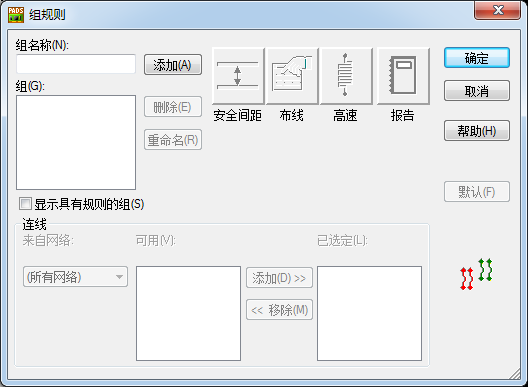 PADS
组规则
组名称(N):
添加(A)
组(G):
删除(E)
重命名(R)
显示具有规则的组(S)
安全间距
布线
高速
报告
确定
取消
帮助(H)
默认(F)
连线
来自网络:
(所有网络)
可用(V):
添加(D) >>
<< 移除(M)
已选定(L):